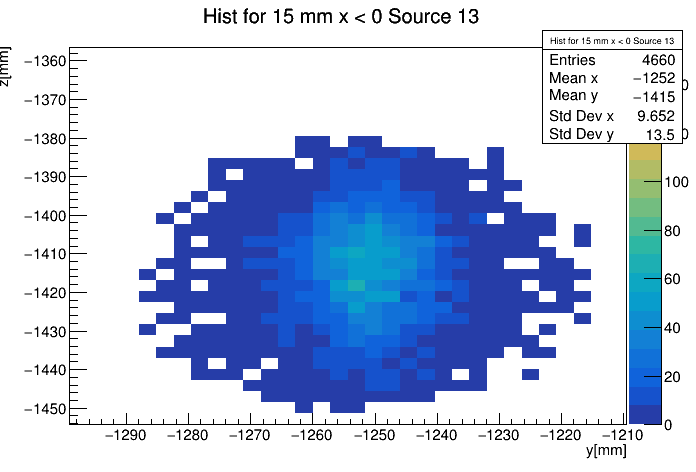 Hist for 15 mm x < 0 Source 13
z[mm]
Hist for 15 mm x < 0 Source 13
Entries 4660
Mean x −1252
Mean y −1415
Std Dev x 9.652
Std Dev y 13.5
−1360
−1370
−1380
−1390
−1400
−1410
−1420
−1430
−1440
−1450
−1290 −1280 −1270 −1260 −1250 −1240 −1230 −1220 −1210
y[mm]
100
80
60
40
20
0